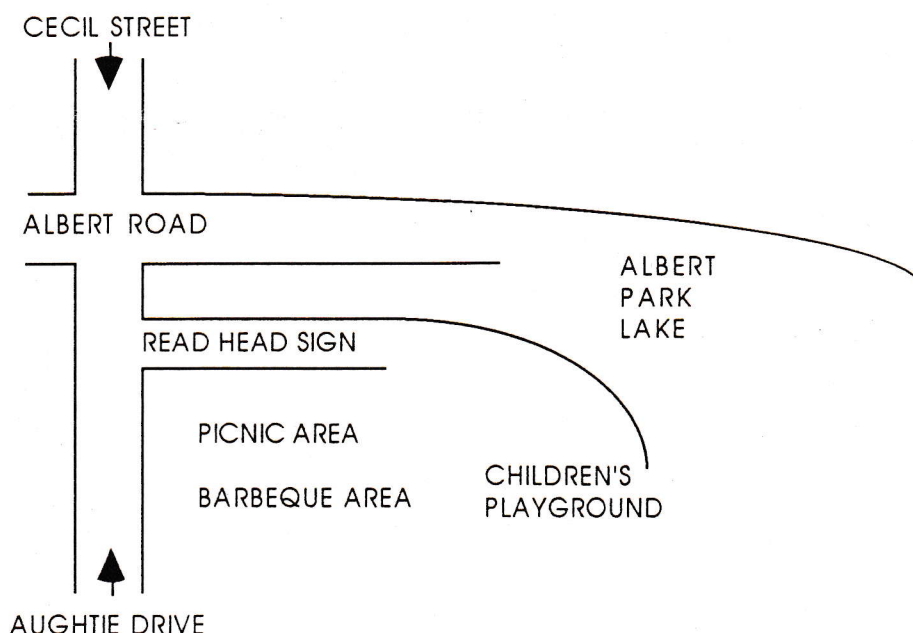 CECIL STREET
ALBERT ROAD
ALBERT
PARK
LAKE
READ HEAD SIGN
PICNIC AREA
BARBEQUE AREA
CHILDREN'S
PLAYGROUND
AUGHTIE DRIVE